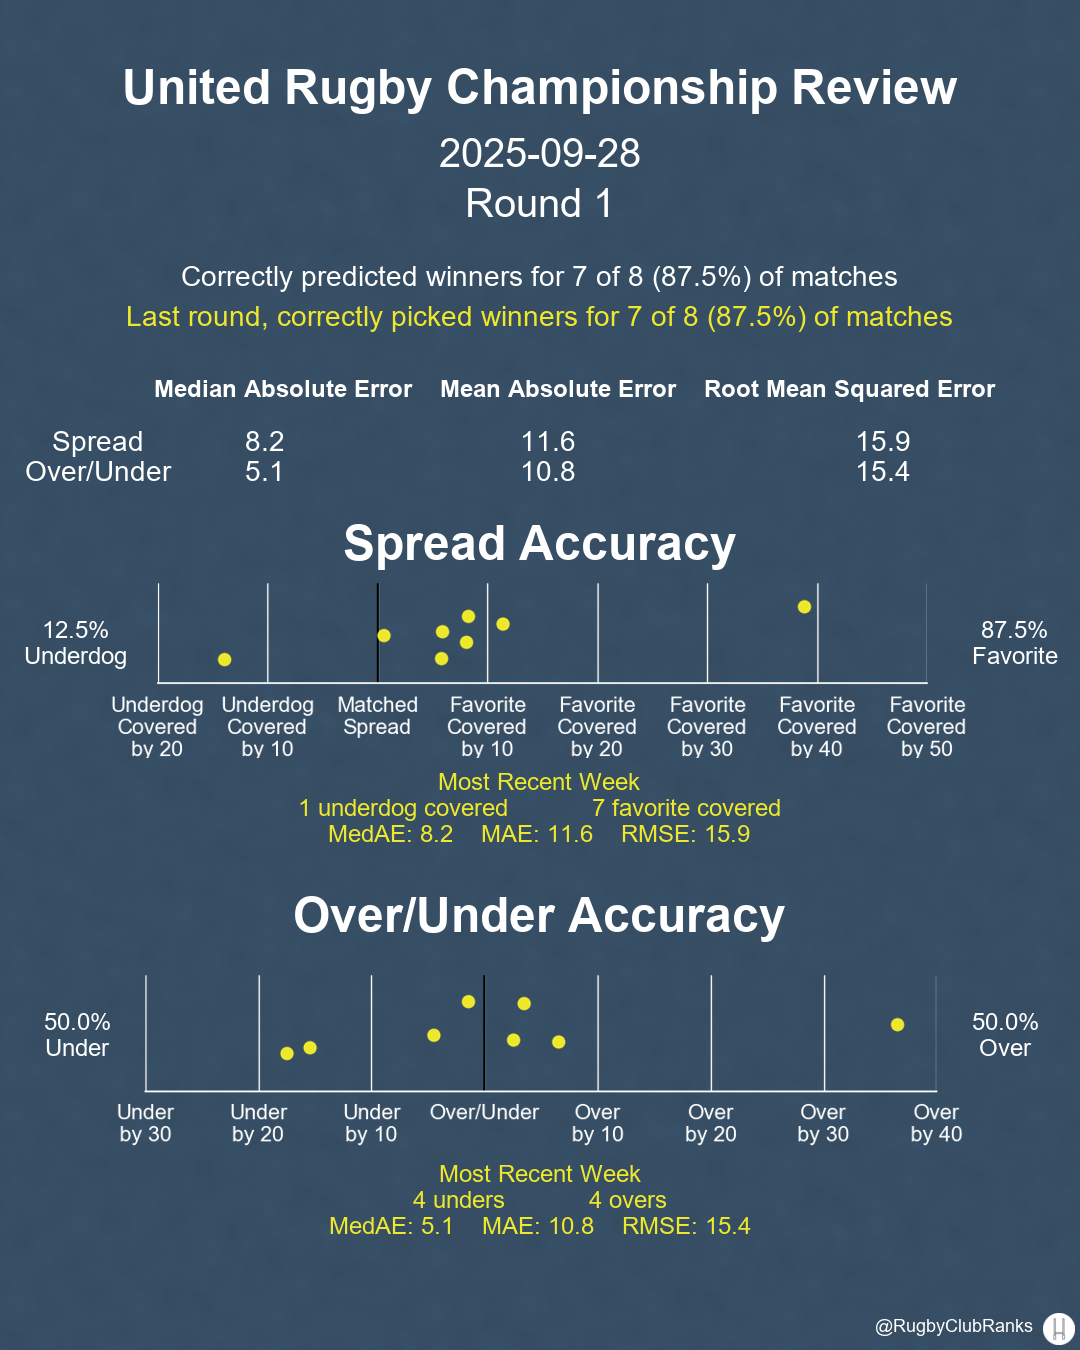 United Rugby Championship Review
2025-09-28
Round 1
Correctly predicted winners for 7 of 8 (87.5%) of matches
Last round, correctly picked winners for 7 of 8 (87.5%) of matches
Median Absolute Error Mean Absolute Error Root Mean Squared Error
Spread 8.2 11.6 15.9
Over/Under 5.1 10.8 15.4
Spread Accuracy
12.5% 87.5%
Underdog Favorite
Underdog Underdog Matched Favorite Favorite Favorite Favorite Favorite
Covered Covered Spread Covered Covered Covered Covered Covered
by 20 by 10 by 10 by 20 by 30 by 40 by 50
Most Recent Week
1 underdog covered 7 favorite covered
MedAE: 8.2 MAE: 11.6 RMSE: 15.9
Over/Under Accuracy
50.0% 50.0%
Under Over
Under Under Under Over/Under Over Over Over Over
by 30 by 20 by 10 by 10 by 20 by 30 by 40
Most Recent Week
4 unders 4 overs
MedAE: 5.1 MAE: 10.8 RMSE: 15.4
@RugbyClubRanks